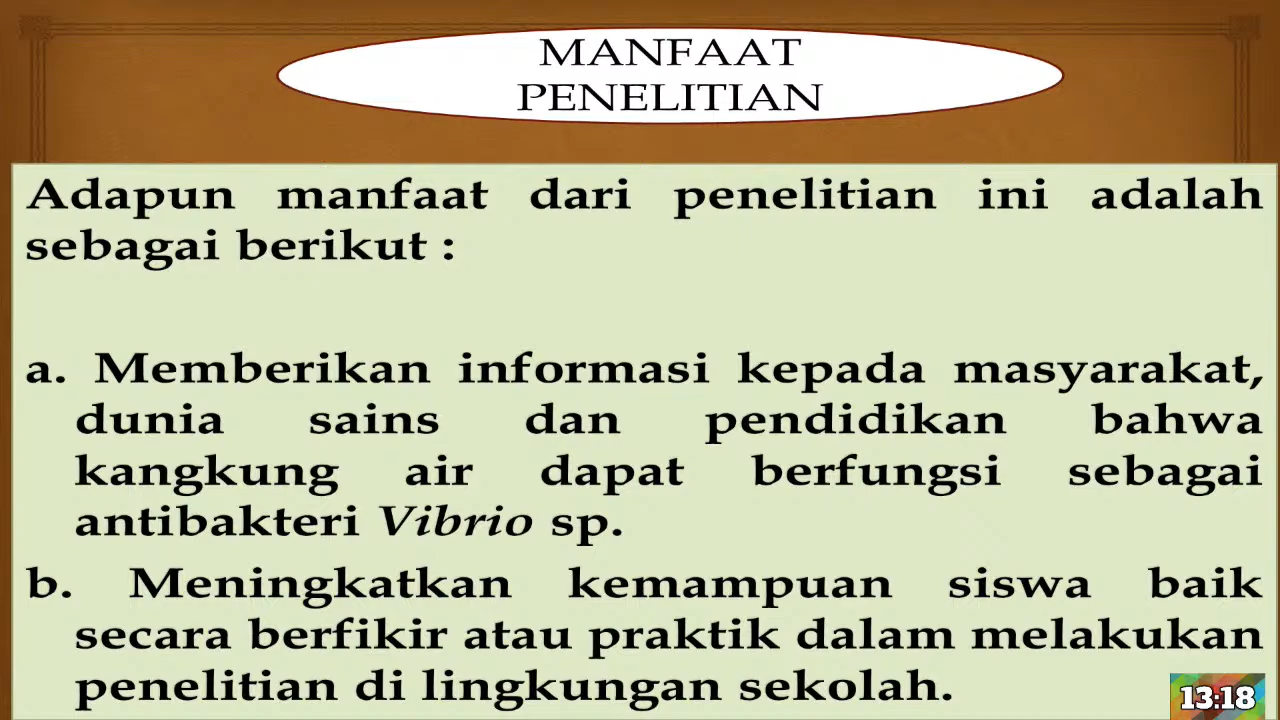 MANFAAT
PENELITIAN
Adapun manfaat dari penelitian ini adalah
sebagai berikut :
a. Memberikan informasi kepada masyarakat,
dunia sains dan pendidikan bahwa
kangkung air dapat berfungsi sebagai
antibakteri Vibrio sp.
b. Meningkatkan kemampuan siswa baik
secara berfikir atau praktik dalam melakukan
penelitian di lingkungan sekolah.
13:18